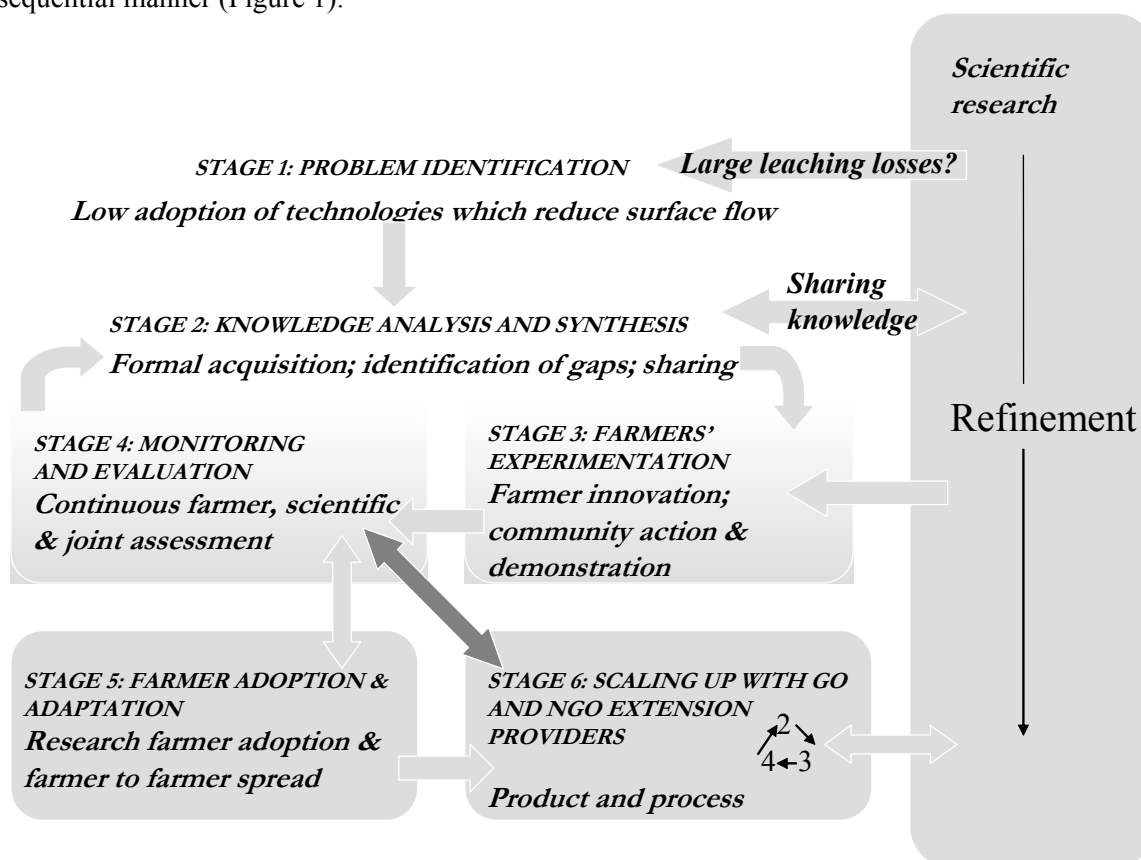 sequential manner (Figure 1).
Scientific
research
STAGE 1: PROBLEM IDENTIFICATION
Large leaching losses?
Low adoption of technologies which reduce surface flow
Sharing
knowledge
STAGE 2: KNOWLEDGE ANALYSIS AND SYNTHESIS
Formal acquisition; identification of gaps; sharing
Refinement
STAGE 4: MONITORING
AND EVALUATION
Continuous farmer, scientific
& joint assessment
STAGE 3: FARMERS'
EXPERIMENTATION
Farmer innovation;
community action &
demonstration
STAGE 5: FARMER ADOPTION &
ADAPTATION
Research farmer adoption &
farmer to farmer spread
STAGE 6: SCALING UP WITH GO
AND NGO EXTENSION
PROVIDERS
2
4 3
Product and process